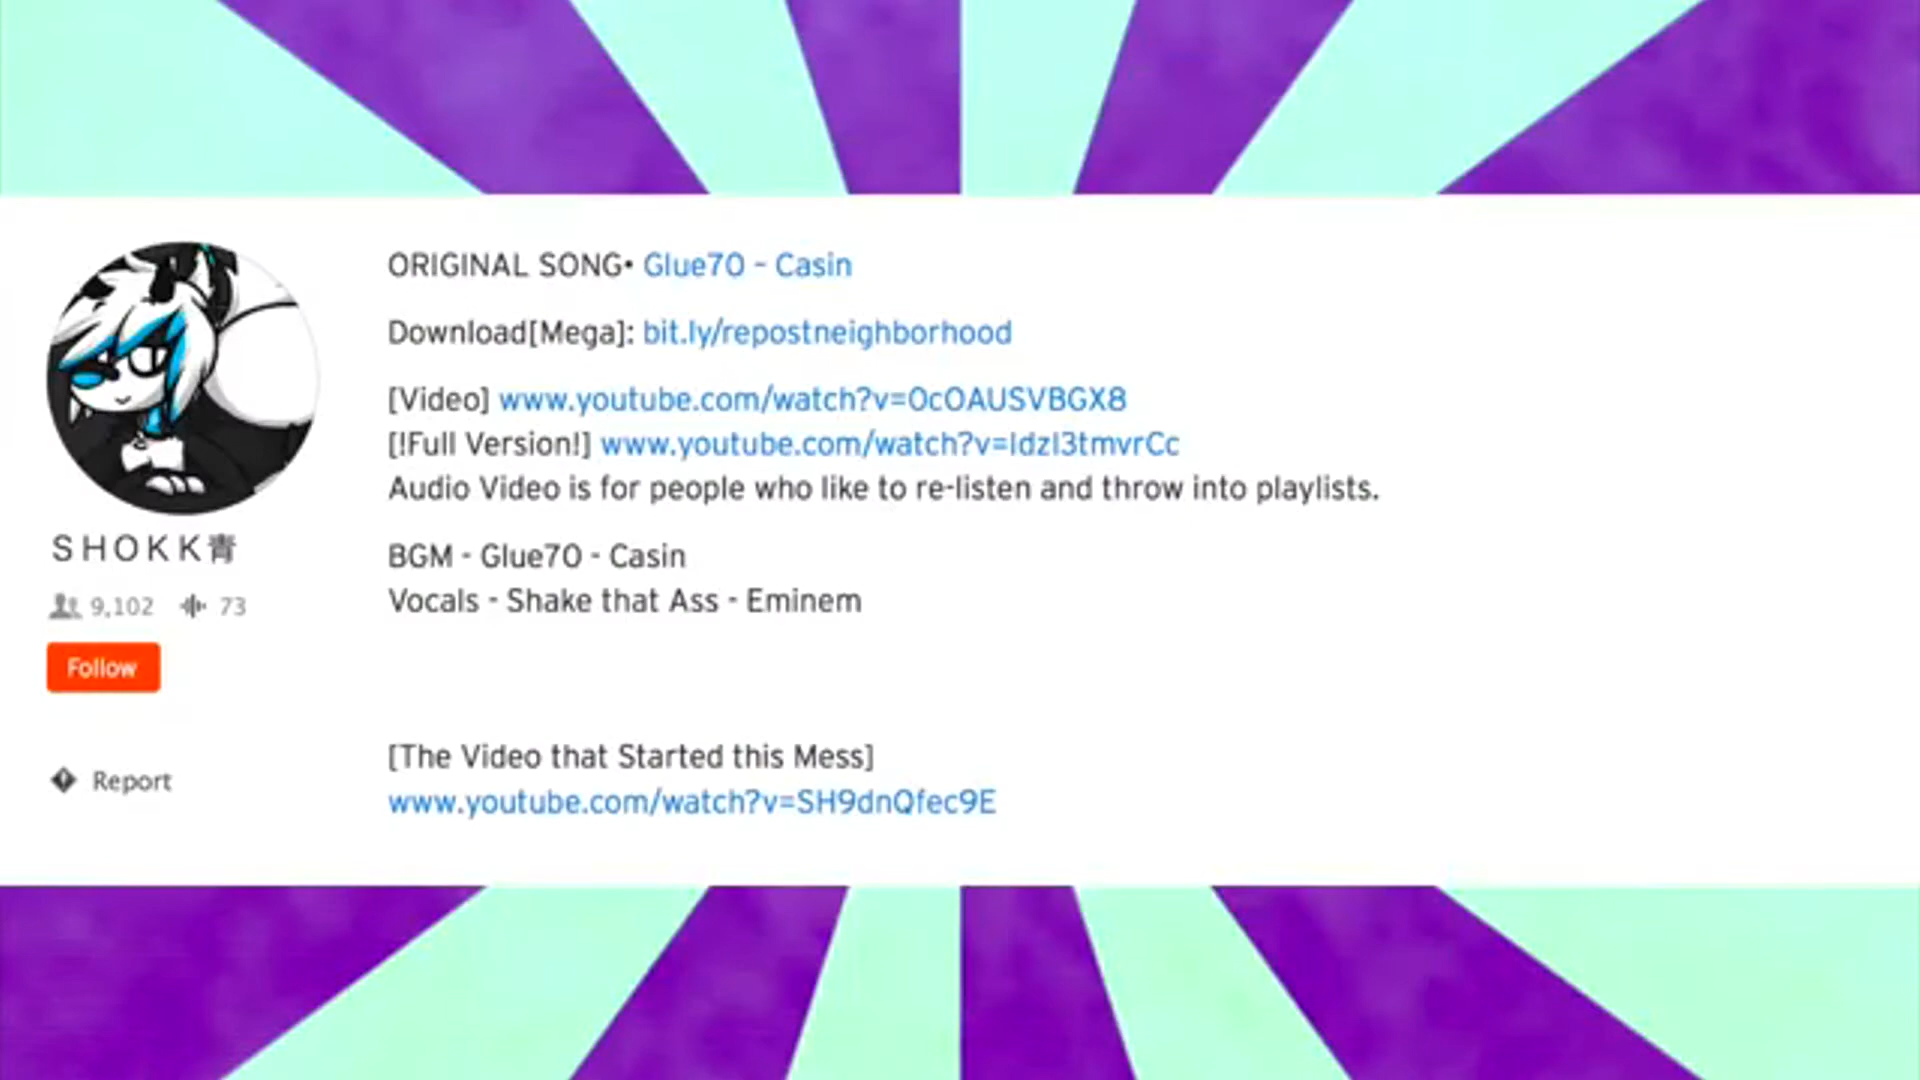 ORIGINAL SONG• Glue70 - Casin
Download[Mega]: bit.ly/repostneighborhood
[Video] www.youtube.com/watch?v=0cOAUSVBGX8
[!Full Version!] www.youtube.com/watch?v=ldzl3tmvrCc
Audio Video is for people who like to re-listen and throw into playlists.
BGM - Glue70 - Casin
Vocals - Shake that Ass - Eminem
[The Video that Started this Mess]
www.youtube.com/watch?v=SH9dnQfec9E
SHOKK青
9,102 73
Follow
Report